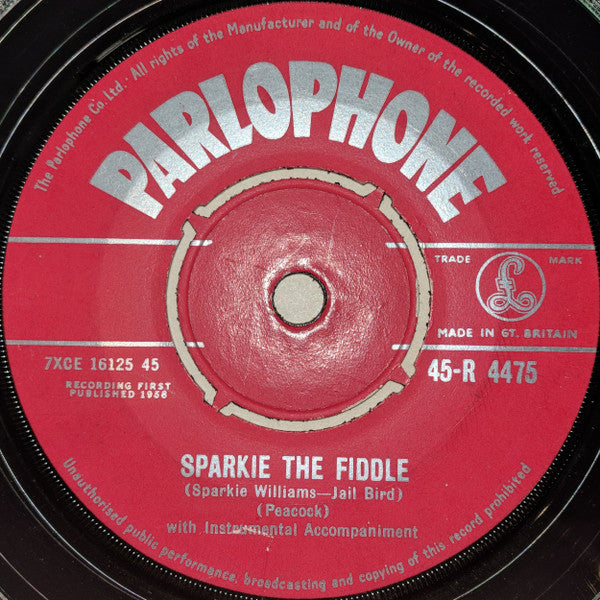 The Parlophone Co. Ltd. All rights of the Manufacturer and of the Owner of the recorded work reserved
PARLOPHONE
TRADE MARK
£
MADE IN GT. BRITAIN
7XCE 16125 45
45-R 4475
RECORDING FIRST
PUBLISHED 1958
SPARKIE THE FIDDLE
(Sparkie Williams—Jail Bird)
(Peacock)
with Instrumental Accompaniment
Unauthorised public performance, broadcasting and copying of this record prohibited